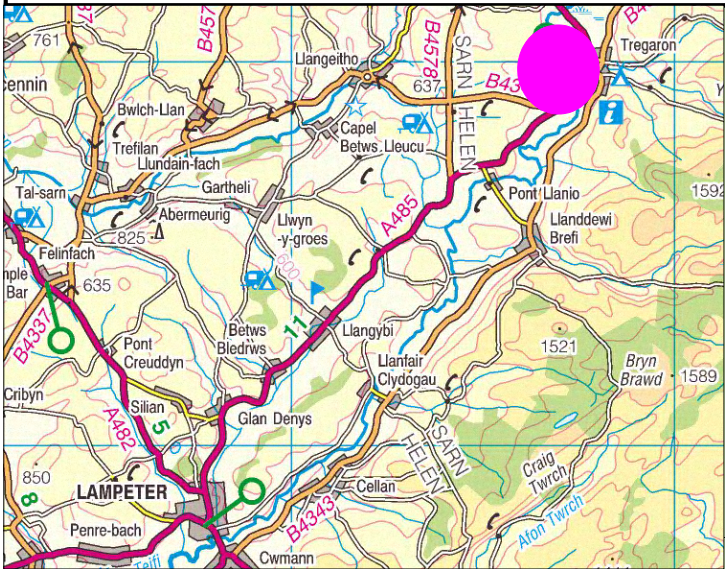 761
B457
B4578
SARN HELEN
Llangeitho
Tregaron
637
B43
B4
Bwlch-Llan
Capel
Betws Lleucu
Trefilan
Llundain-fach
Gartheli
Tal-sarn
Abermeurig
825
Llwyn
-y-groes
A485
Pont Llanio
Llanddewi
Brefi
1592
Felinfach
mple
Bar
635
600
B4337
Betws
Bledrws
11
Llangybi
Pont
Creuddyn
Llanfair
Clydogau
1521
Bryn
Brawd
1589
Cribyn
Silian
5
A482
Glan Denys
SARN
HELEN
850
8
LAMPETER
Cellan
Craig
Twrch
Penre-bach
B4343
Afon Twrch
Teifi
Cwmann